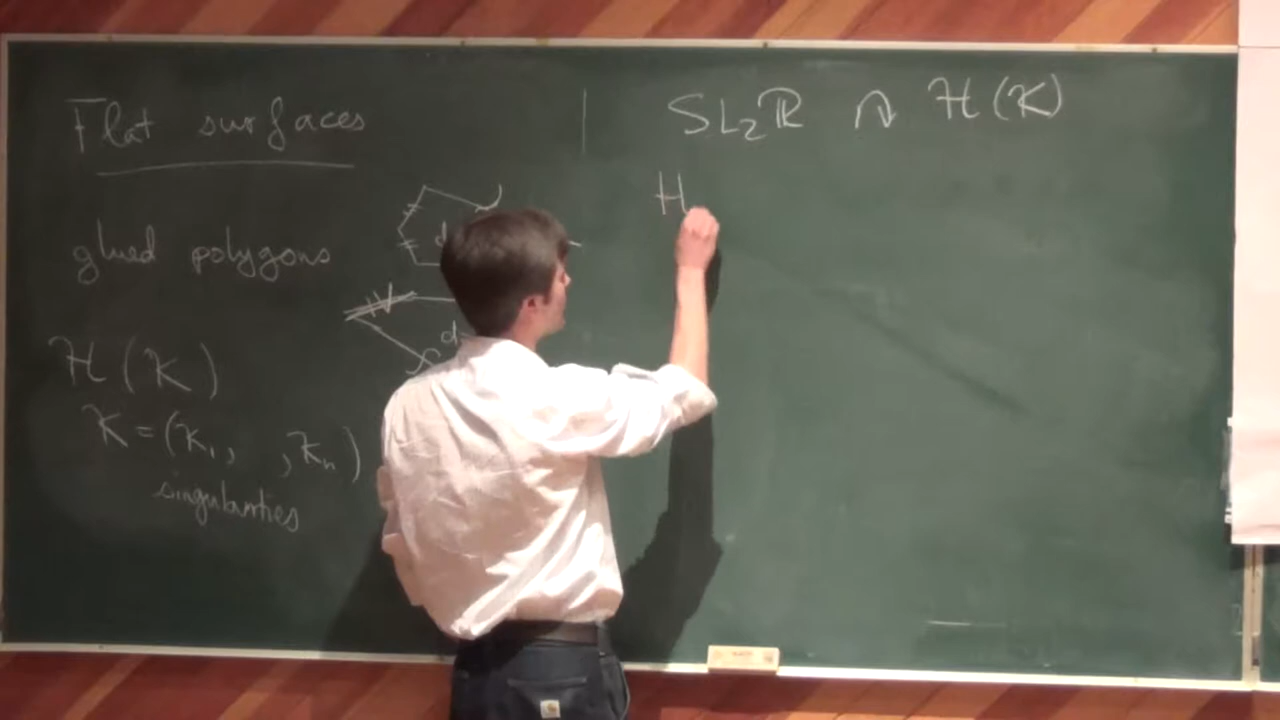 Flat surfaces
glued polygons
H(κ)
κ = (κ₁, , κₙ)
singularities
SL₂ℝ ↷ H(κ)
H